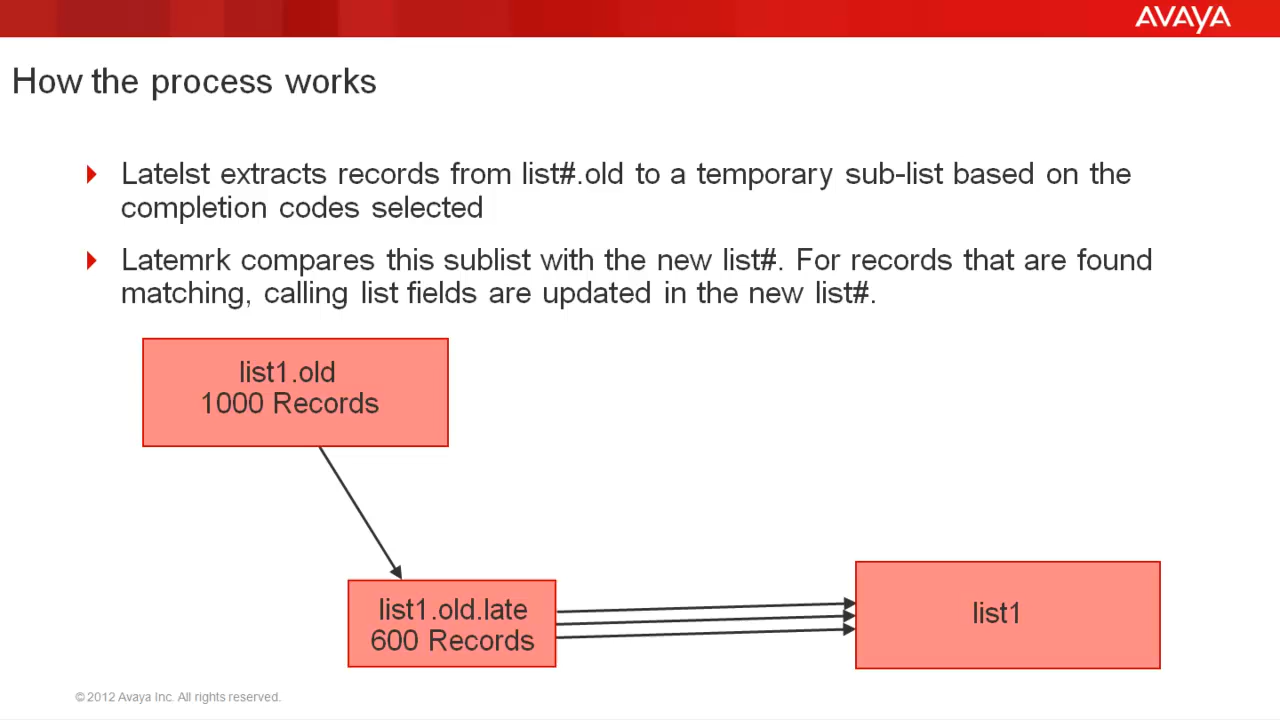 AVAYA
How the process works
Latelst extracts records from list#.old to a temporary sub-list based on the
completion codes selected
Latemrk compares this sublist with the new list#. For records that are found
matching, calling list fields are updated in the new list#.
list1.old
1000 Records
list1.old.late
600 Records
list1
© 2012 Avaya Inc. All rights reserved.